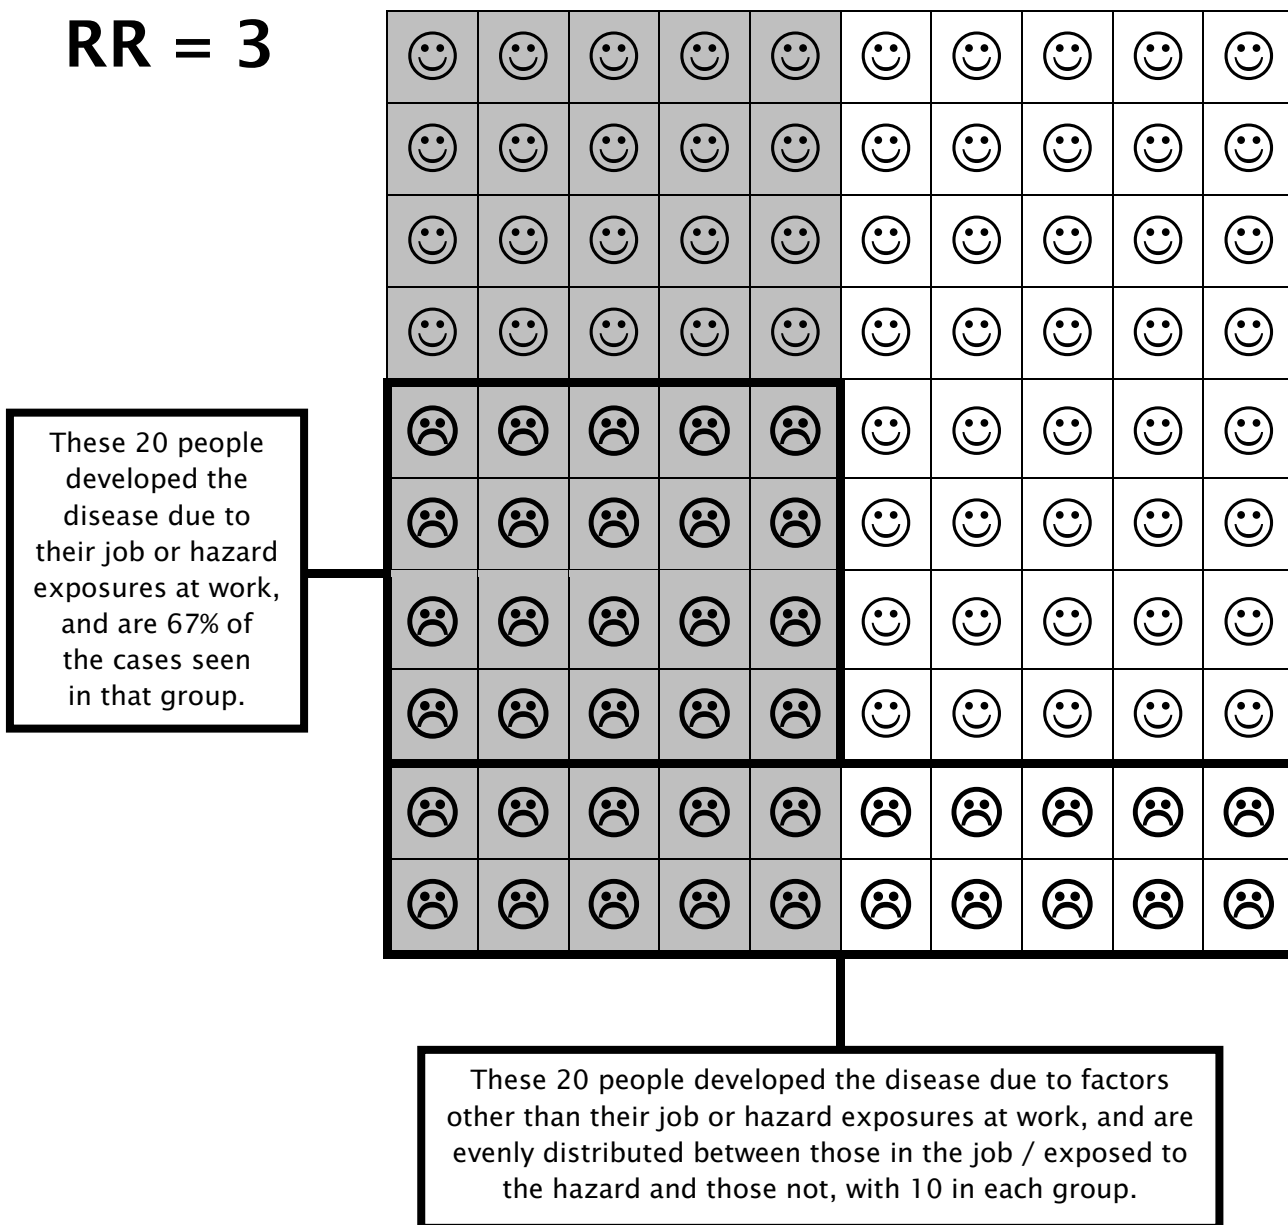 RR = 3
These 20 people
developed the
disease due to
their job or hazard
exposures at work,
and are 67% of
the cases seen
in that group.
These 20 people developed the disease due to factors
other than their job or hazard exposures at work, and are
evenly distributed between those in the job / exposed to
the hazard and those not, with 10 in each group.